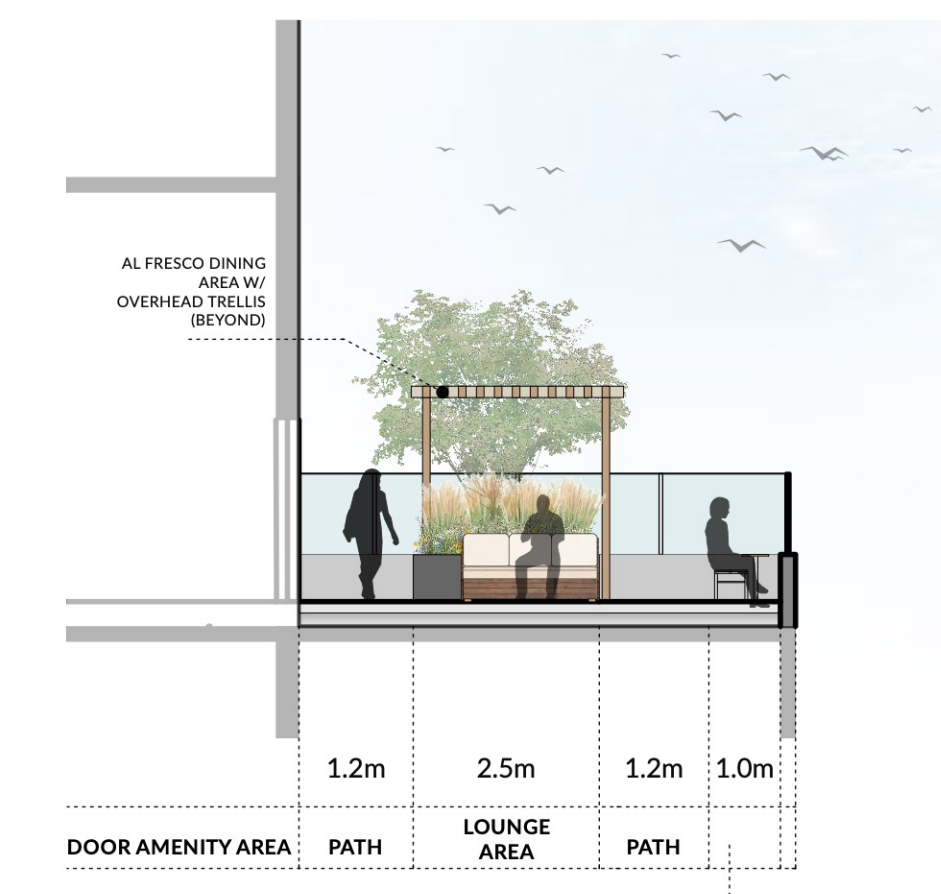 AL FRESCO DINING
AREA W/
OVERHEAD TRELLIS
(BEYOND)
1.2m
2.5m
1.2m
1.0m
DOOR AMENITY AREA
PATH
LOUNGE
AREA
PATH